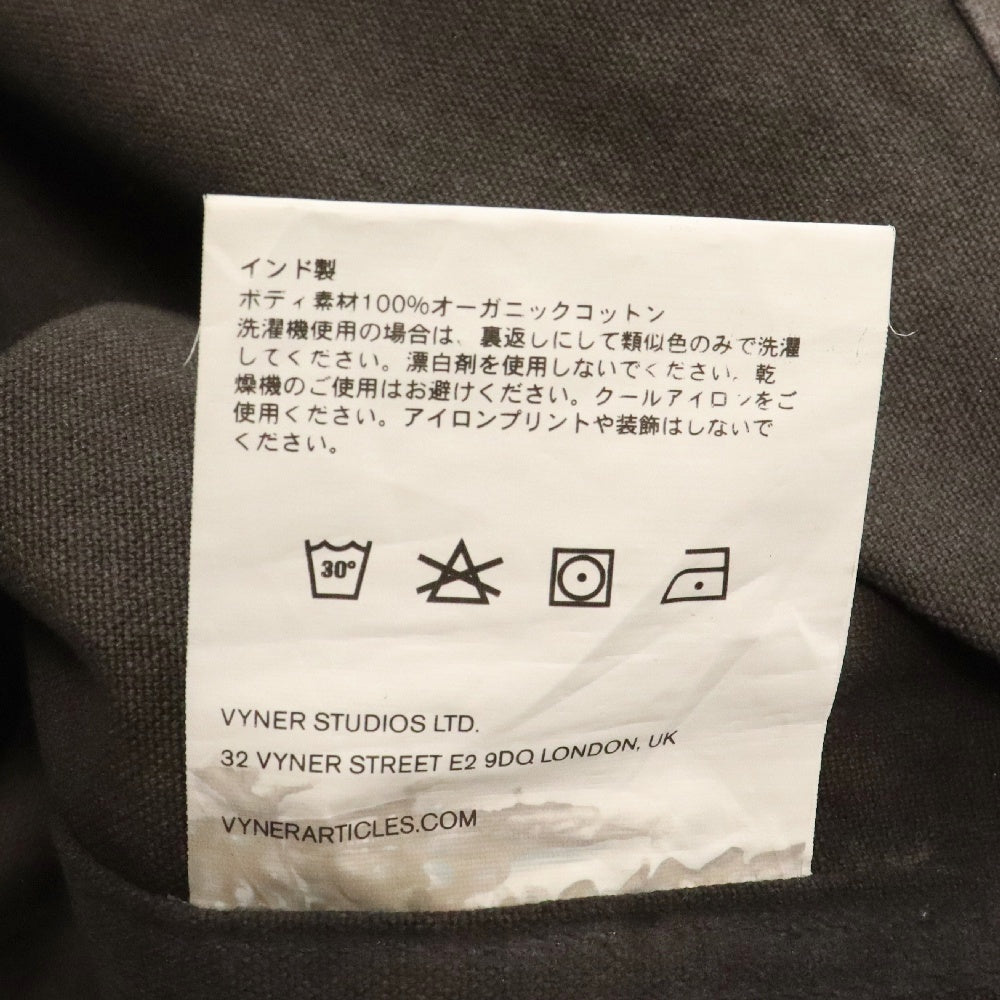 インド製
ボディ素材100%オーガニックコットン
洗濯機使用の場合は、裏返しにして類似色のみで洗濯
してください。漂白剤を使用しないでください。乾
燥機のご使用はお避けください。クールアイロンをご
使用ください。アイロンプリントや装飾はしないで
ください。
30°
VYNER STUDIOS LTD.
32 VYNER STREET E2 9DQ LONDON, UK
VYNERARTICLES.COM